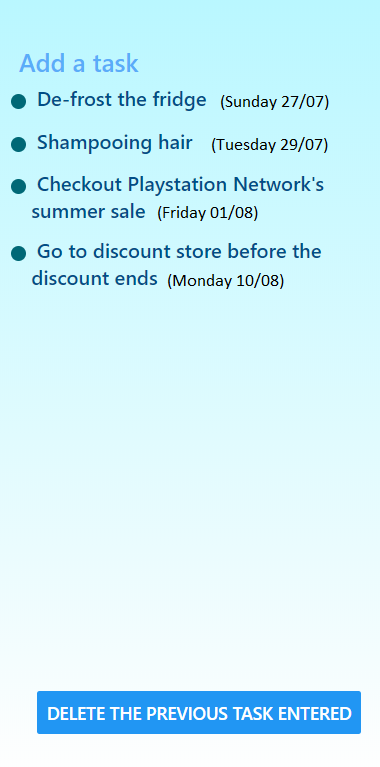 Add a task
De-frost the fridge (Sunday 27/07)
Shampooing hair (Tuesday 29/07)
Checkout Playstation Network's
summer sale (Friday 01/08)
Go to discount store before the
discount ends (Monday 10/08)
DELETE THE PREVIOUS TASK ENTERED